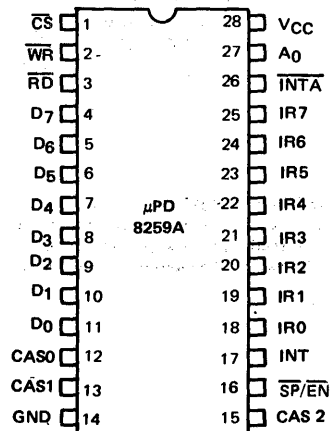 CS 1 28 VCC
WR 2 27 A0
RD 3 26 INTA
D7 4 25 IR7
D6 5 24 IR6
D5 6 23 IR5
D4 7 22 IR4
D3 8 21 IR3
D2 9 20 IR2
D1 10 19 IR1
D0 11 18 IR0
CAS0 12 17 INT
CAS1 13 16 SP/EN
GND 14 15 CAS 2
µPD
8259A